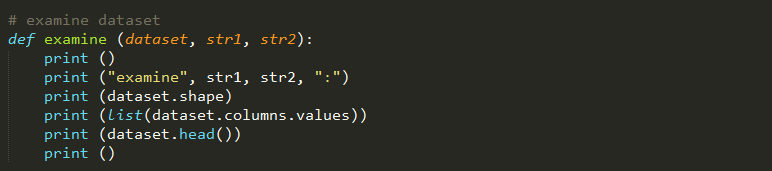 # examine dataset
def examine (dataset, str1, str2):
    print ()
    print ("examine", str1, str2, ":")
    print (dataset.shape)
    print (list(dataset.columns.values))
    print (dataset.head())
    print ()